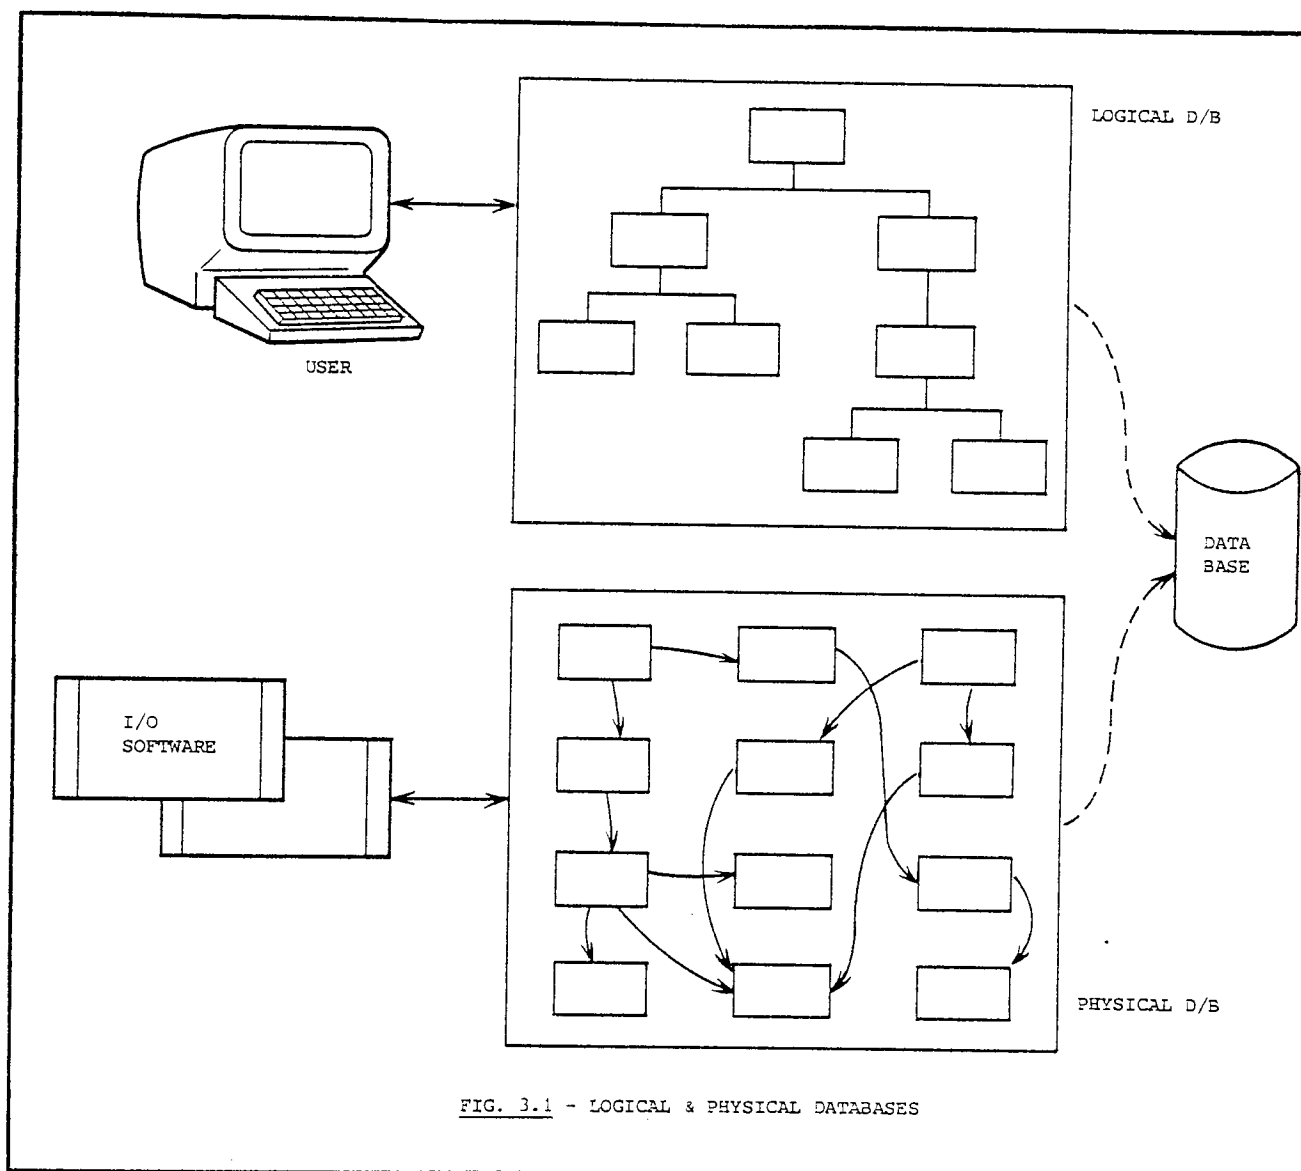 LOGICAL D/B
USER
DATA
BASE
I/O
SOFTWARE
PHYSICAL D/B
FIG. 3.1 - LOGICAL & PHYSICAL DATABASES